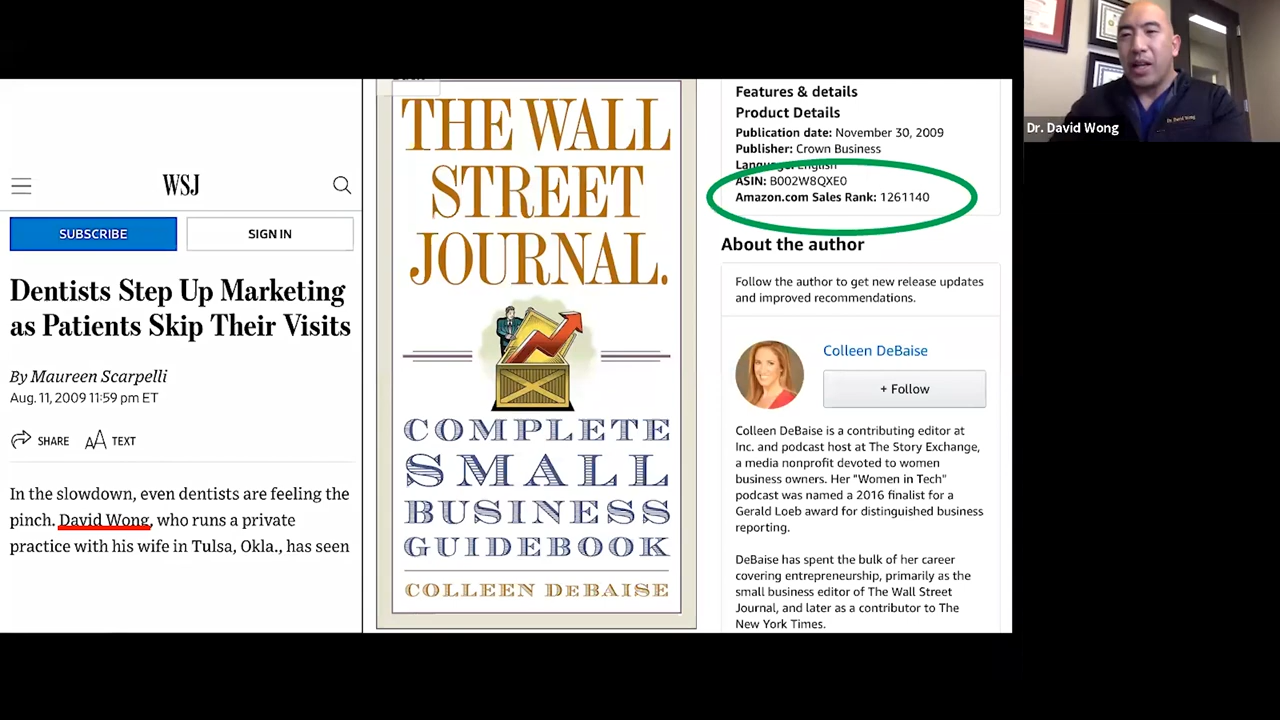 WSJ
SUBSCRIBE
SIGN IN
Dentists Step Up Marketing
as Patients Skip Their Visits
By Maureen Scarpelli
Aug. 11, 2009 11:59 pm ET
SHARE
TEXT
In the slowdown, even dentists are feeling the
pinch. David Wong, who runs a private
practice with his wife in Tulsa, Okla., has seen
THE WALL
STREET
JOURNAL.
COMPLETE
SMALL
BUSINESS
GUIDEBOOK
COLLEEN DEBAISE
Features & details
Product Details
Publication date: November 30, 2009
Publisher: Crown Business
Language: English
ASIN: B002W8QXE0
Amazon.com Sales Rank: 1261140
About the author
Follow the author to get new release updates
and improved recommendations.
Colleen DeBaise
+ Follow
Colleen DeBaise is a contributing editor at
Inc. and podcast host at The Story Exchange,
a media nonprofit devoted to women
business owners. Her "Women in Tech"
podcast was named a 2016 finalist for a
Gerald Loeb award for distinguished business
reporting.
DeBaise has spent the bulk of her career
covering entrepreneurship, primarily as the
small business editor of The Wall Street
Journal, and later as a contributor to The
New York Times.
Dr. David Wong
Dr. David Wong